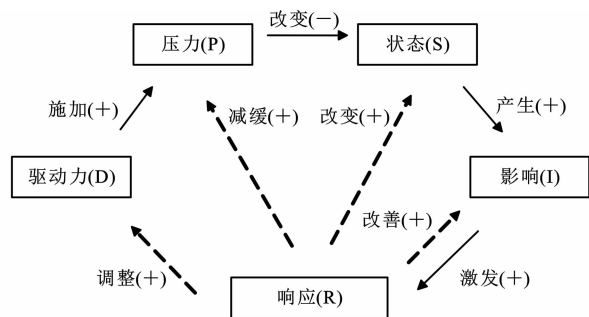 改变(－)
压力(P)
状态(S)
施加(+)
减缓(+)
改变(+)
产生(+)
驱动力(D)
影响(I)
改善(+)
调整(+)
激发(+)
响应(R)